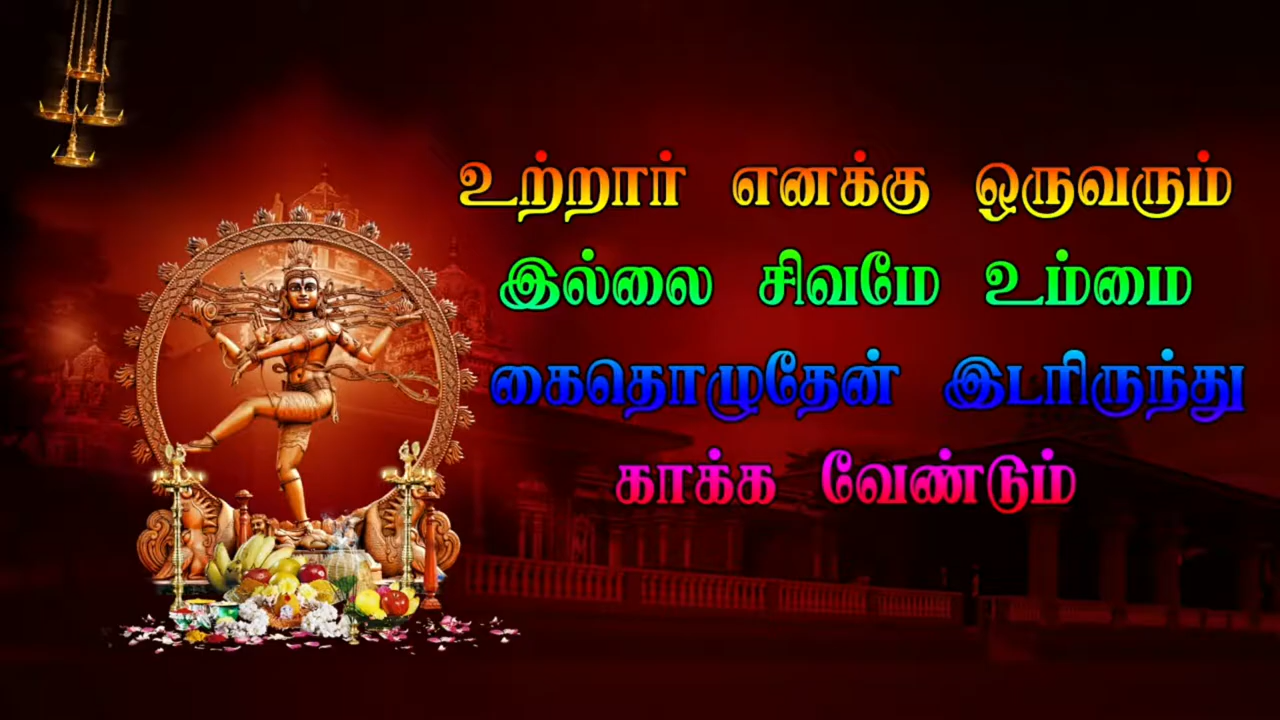 உற்றார் எனக்கு ஒருவரும்
இல்லை சிவமே உம்மை
கைதொழுதேன் இடரிருந்து
காக்க வேண்டும்